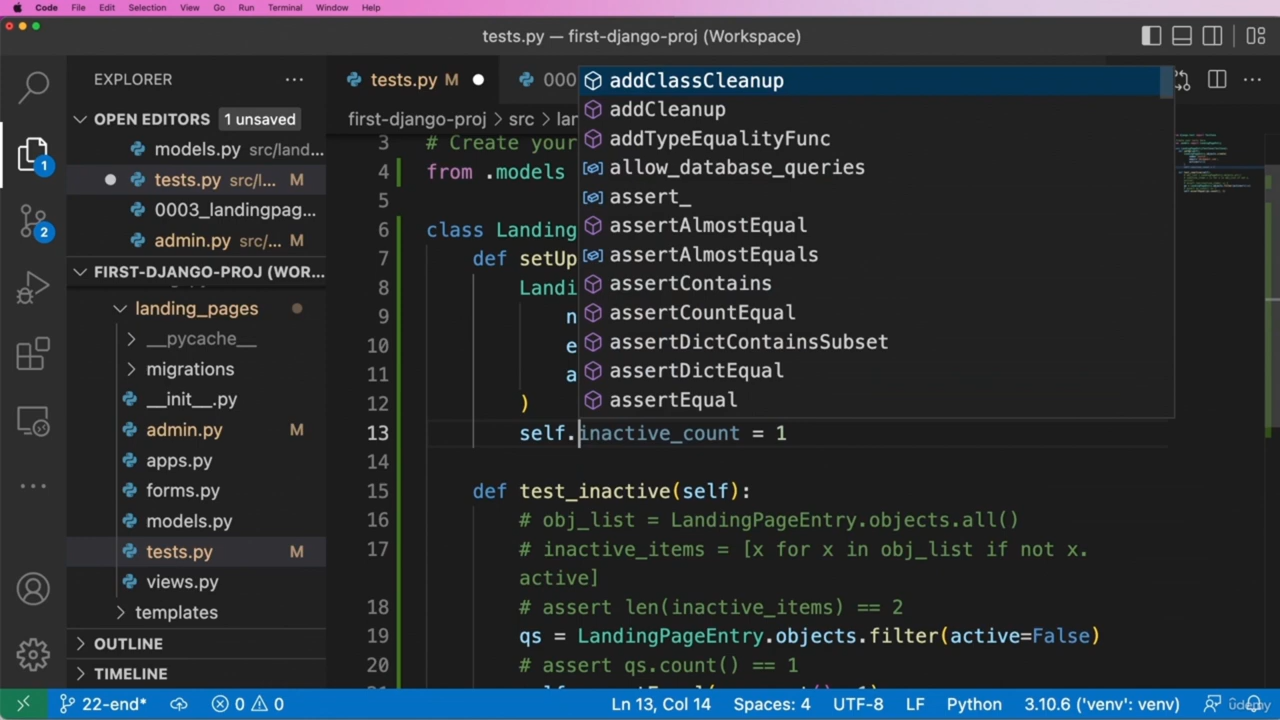 Code File Edit Selection View Go Run Terminal Window Help
tests.py — first-django-proj (Workspace)
EXPLORER
OPEN EDITORS 1 unsaved
models.py src/land...
tests.py src/l... M
0003_landingpag...
admin.py src/... M
FIRST-DJANGO-PROJ (WOR...
landing_pages
__pycache__
migrations
__init__.py
admin.py M
apps.py
forms.py
models.py
tests.py M
views.py
templates
OUTLINE
TIMELINE
1
2
tests.py M
000
first-django-proj > src > lan
3 # Create your
4 from .models
5
6 class Landing
7 def setUp
8 Landi
9 n
10 e
11 a
12 )
13 self.inactive_count = 1
14
15 def test_inactive(self):
16 # obj_list = LandingPageEntry.objects.all()
17 # inactive_items = [x for x in obj_list if not x.
active]
18 # assert len(inactive_items) == 2
19 qs = LandingPageEntry.objects.filter(active=False)
20 # assert qs.count() == 1
addClassCleanup
addCleanup
addTypeEqualityFunc
allow_database_queries
assert_
assertAlmostEqual
assertAlmostEquals
assertContains
assertCountEqual
assertDictContainsSubset
assertDictEqual
assertEqual
22-end* 0 0 Ln 13, Col 14 Spaces: 4 UTF-8 LF Python 3.10.6 ('venv': venv)
udemy